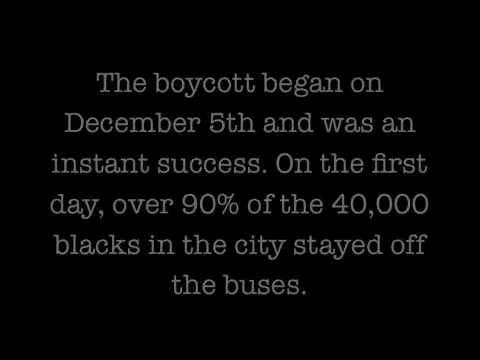 The boycott began on
December 5th and was an
instant success. On the first
day, over 90% of the 40,000
blacks in the city stayed off
the buses.